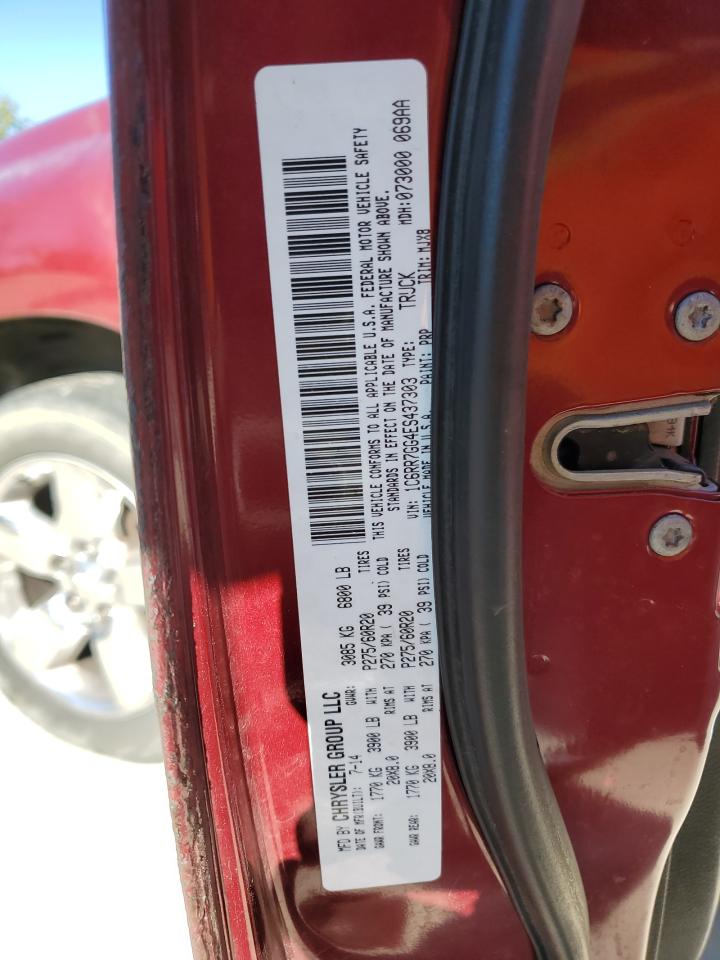 MFD BY CHRYSLER GROUP LLC
DATE OF MFR(BUILT): 7-14 GVWR: 3085 KG 6800 LB
GAWR FRONT: 1770 KG 3900 LB WITH P275/60R20 TIRES
20X8.0 RIMS AT 270 KPA ( 39 PSI) COLD
GAWR REAR: 1770 KG 3900 LB WITH P275/60R20 TIRES
20X8.0 RIMS AT 270 KPA ( 39 PSI) COLD
THIS VEHICLE CONFORMS TO ALL APPLICABLE U.S.A. FEDERAL MOTOR VEHICLE SAFETY
STANDARDS IN EFFECT ON THE DATE OF MANUFACTURE SHOWN ABOVE.
VIN: 1C6RR7GG4ES437303 TYPE: TRUCK MDH:073000 069AA
VEHICLE MADE IN U.S.A. PAINT: PRP TRIM: MJX8